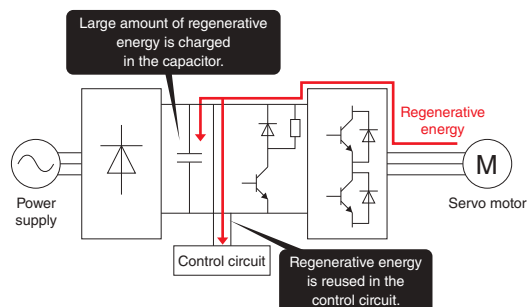 Large amount of regenerative
energy is charged
in the capacitor.
Regenerative
energy
M
Power
supply
Servo motor
Control circuit
Regenerative energy
is reused in the
control circuit.